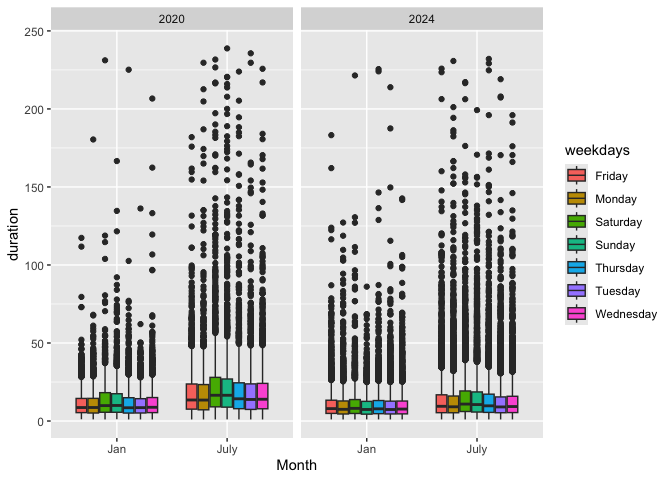 2020 2024
250
200
150
100
50
0
duration
Jan July Jan July
Month
weekdays
Friday
Monday
Saturday
Sunday
Thursday
Tuesday
Wednesday